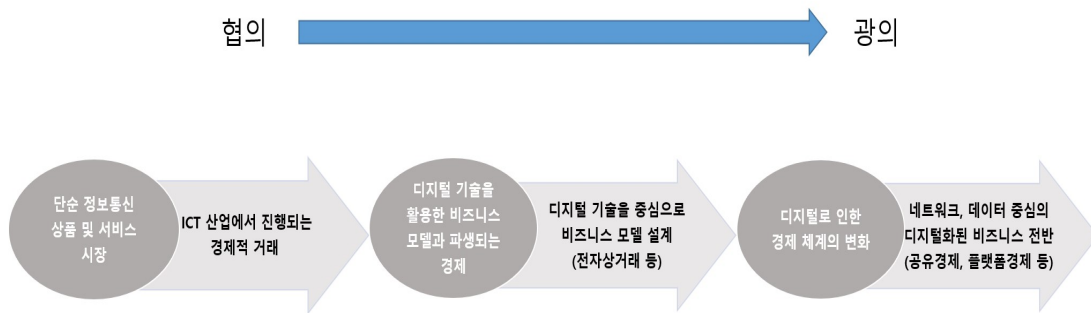 협의
광의
단순 정보통신
상품 및 서비스
시장
ICT 산업에서 진행되는
경제적 거래
디지털 기술을
활용한 비즈니스
모델과 파생되는
경제
디지털 기술을 중심으로
비즈니스 모델 설계
(전자상거래 등)
디지털로 인한
경제 체계의 변화
네트워크, 데이터 중심의
디지털화된 비즈니스 전반
(공유경제, 플랫폼경제 등)